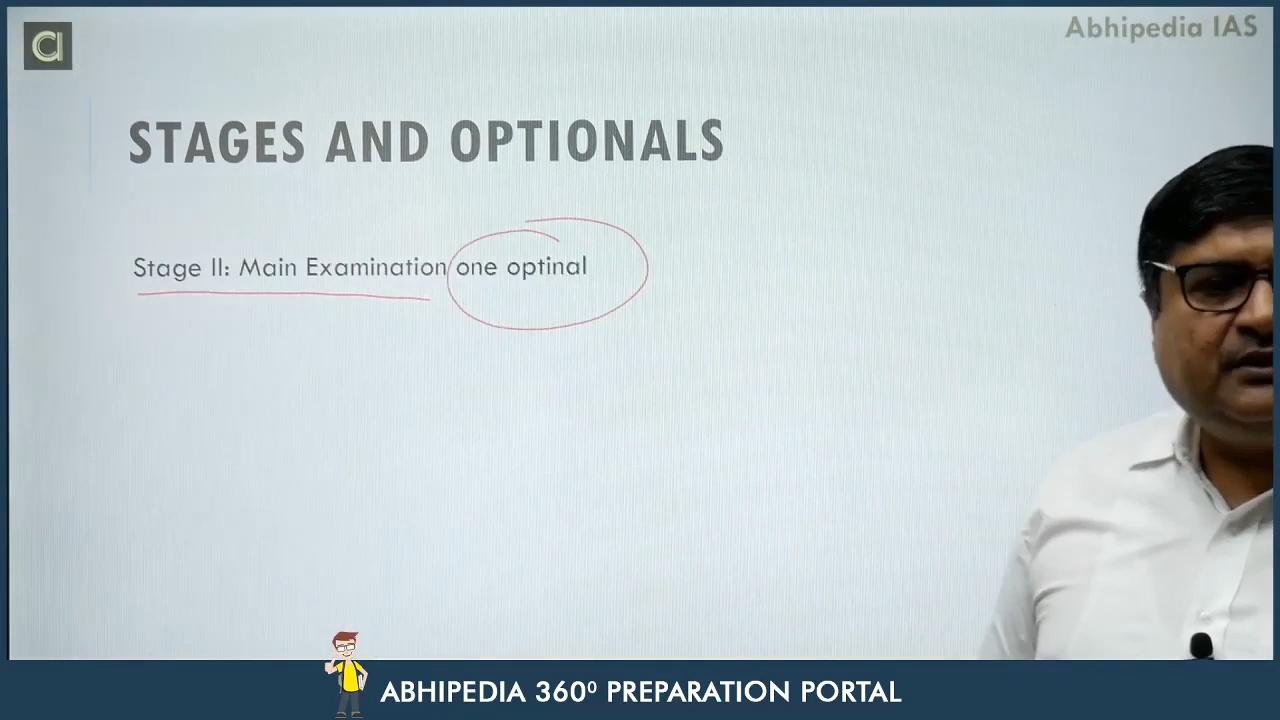 Abhipedia IAS
STAGES AND OPTIONALS
Stage II: Main Examination one optinal
ABHIPEDIA 360⁰ PREPARATION PORTAL